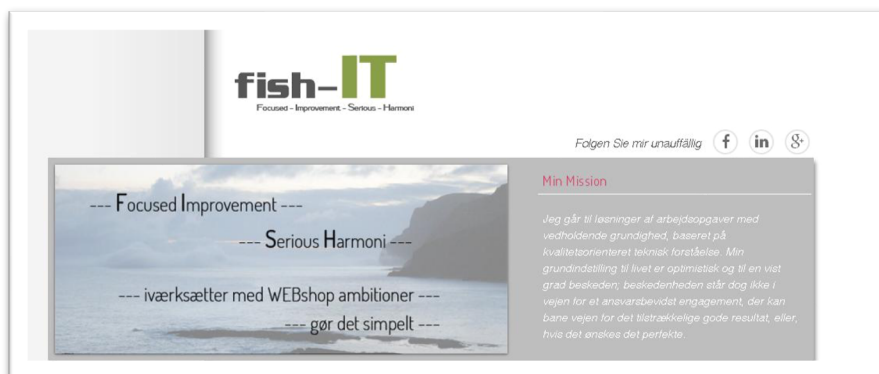 fish-IT
Focused - Improvement - Serious - Harmoni
Folgen Sie mir unauffällig
--- Focused Improvement ---
--- Serious Harmoni ---
--- iværksætter med WEBshop ambitioner ---
--- gør det simpelt ---
Min Mission
Jeg går til løsninger af arbejdsopgaver med
vedholdende grundighed, baseret på
kvalitetsorienteret teknisk forståelse. Min
grundindstilling til livet er optimistisk og til en vist
grad beskeden; beskedenheden står dog ikke i
vejen for et ansvarsbevidst engagement, der kan
bane vejen for det tilstrækkelige gode resultat, eller,
hvis det ønskes det perfekte.